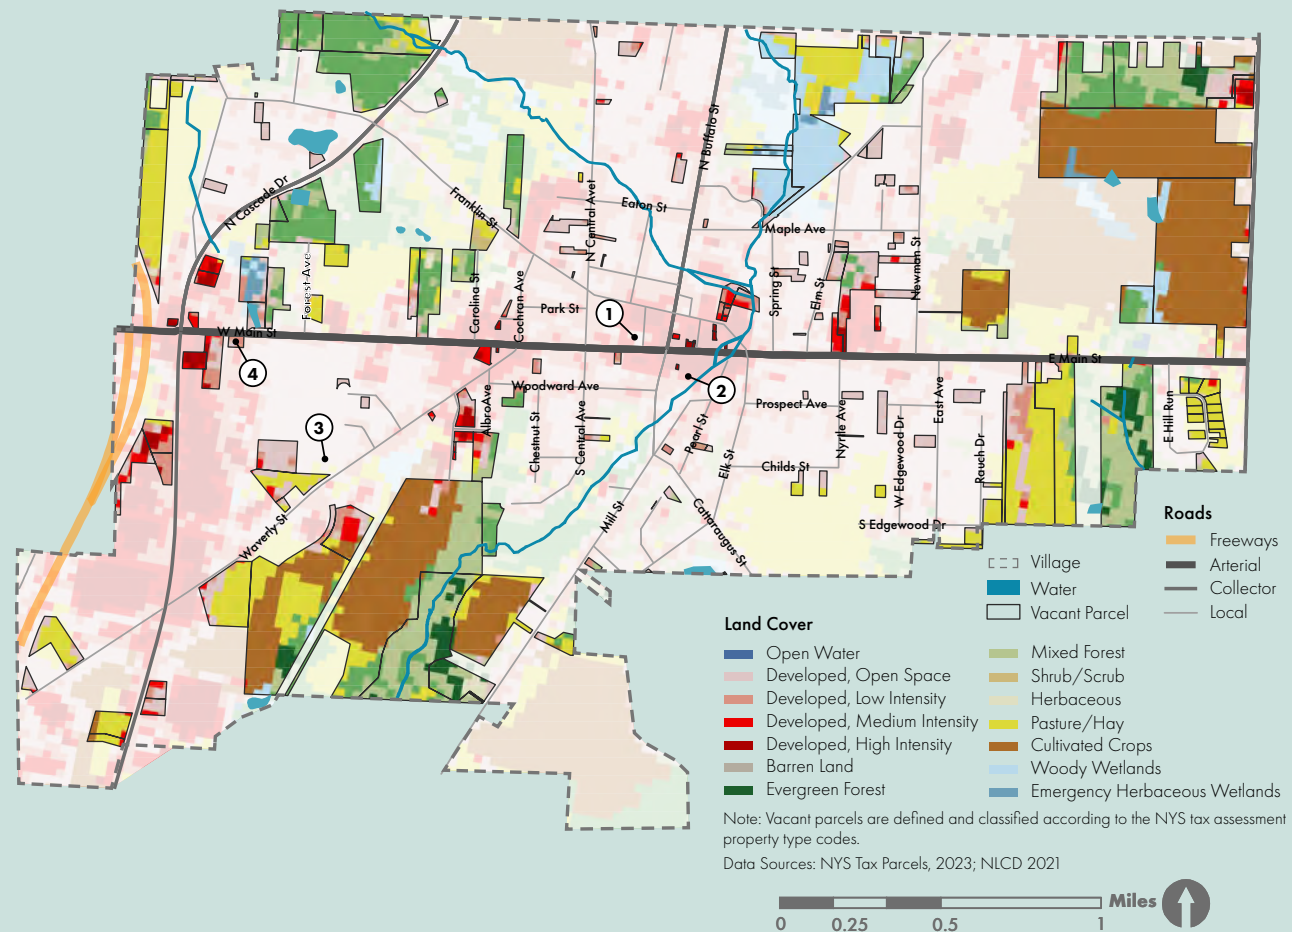 N Buffalo St
N Cascade Dr
Franklin St
N Central Avet
Eaton St
Maple Ave
Forest Ave
Carolina St
Cochran Ave
Park St
1
Spring St
Elm St
Newman St
W Main St
4
E Main St
2
Woodward Ave
Albro Ave
Chestnut St
S Central Ave
Prospect Ave
Pearl St
Elk St
Nyrtle Ave
W Edgewood Dr
East Ave
Rauch Dr
E Hill Run
3
Childs St
Waverly St
Mill St
Cattaraugus St
S Edgewood Dr
Roads
Freeways
Arterial
Collector
Local
Village
Water
Vacant Parcel
Land Cover
Open Water
Developed, Open Space
Developed, Low Intensity
Developed, Medium Intensity
Developed, High Intensity
Barren Land
Evergreen Forest
Mixed Forest
Shrub/Scrub
Herbaceous
Pasture/Hay
Cultivated Crops
Woody Wetlands
Emergency Herbaceous Wetlands
Note: Vacant parcels are defined and classified according to the NYS tax assessment
property type codes.
Data Sources: NYS Tax Parcels, 2023; NLCD 2021
Miles
0 0.25 0.5 1